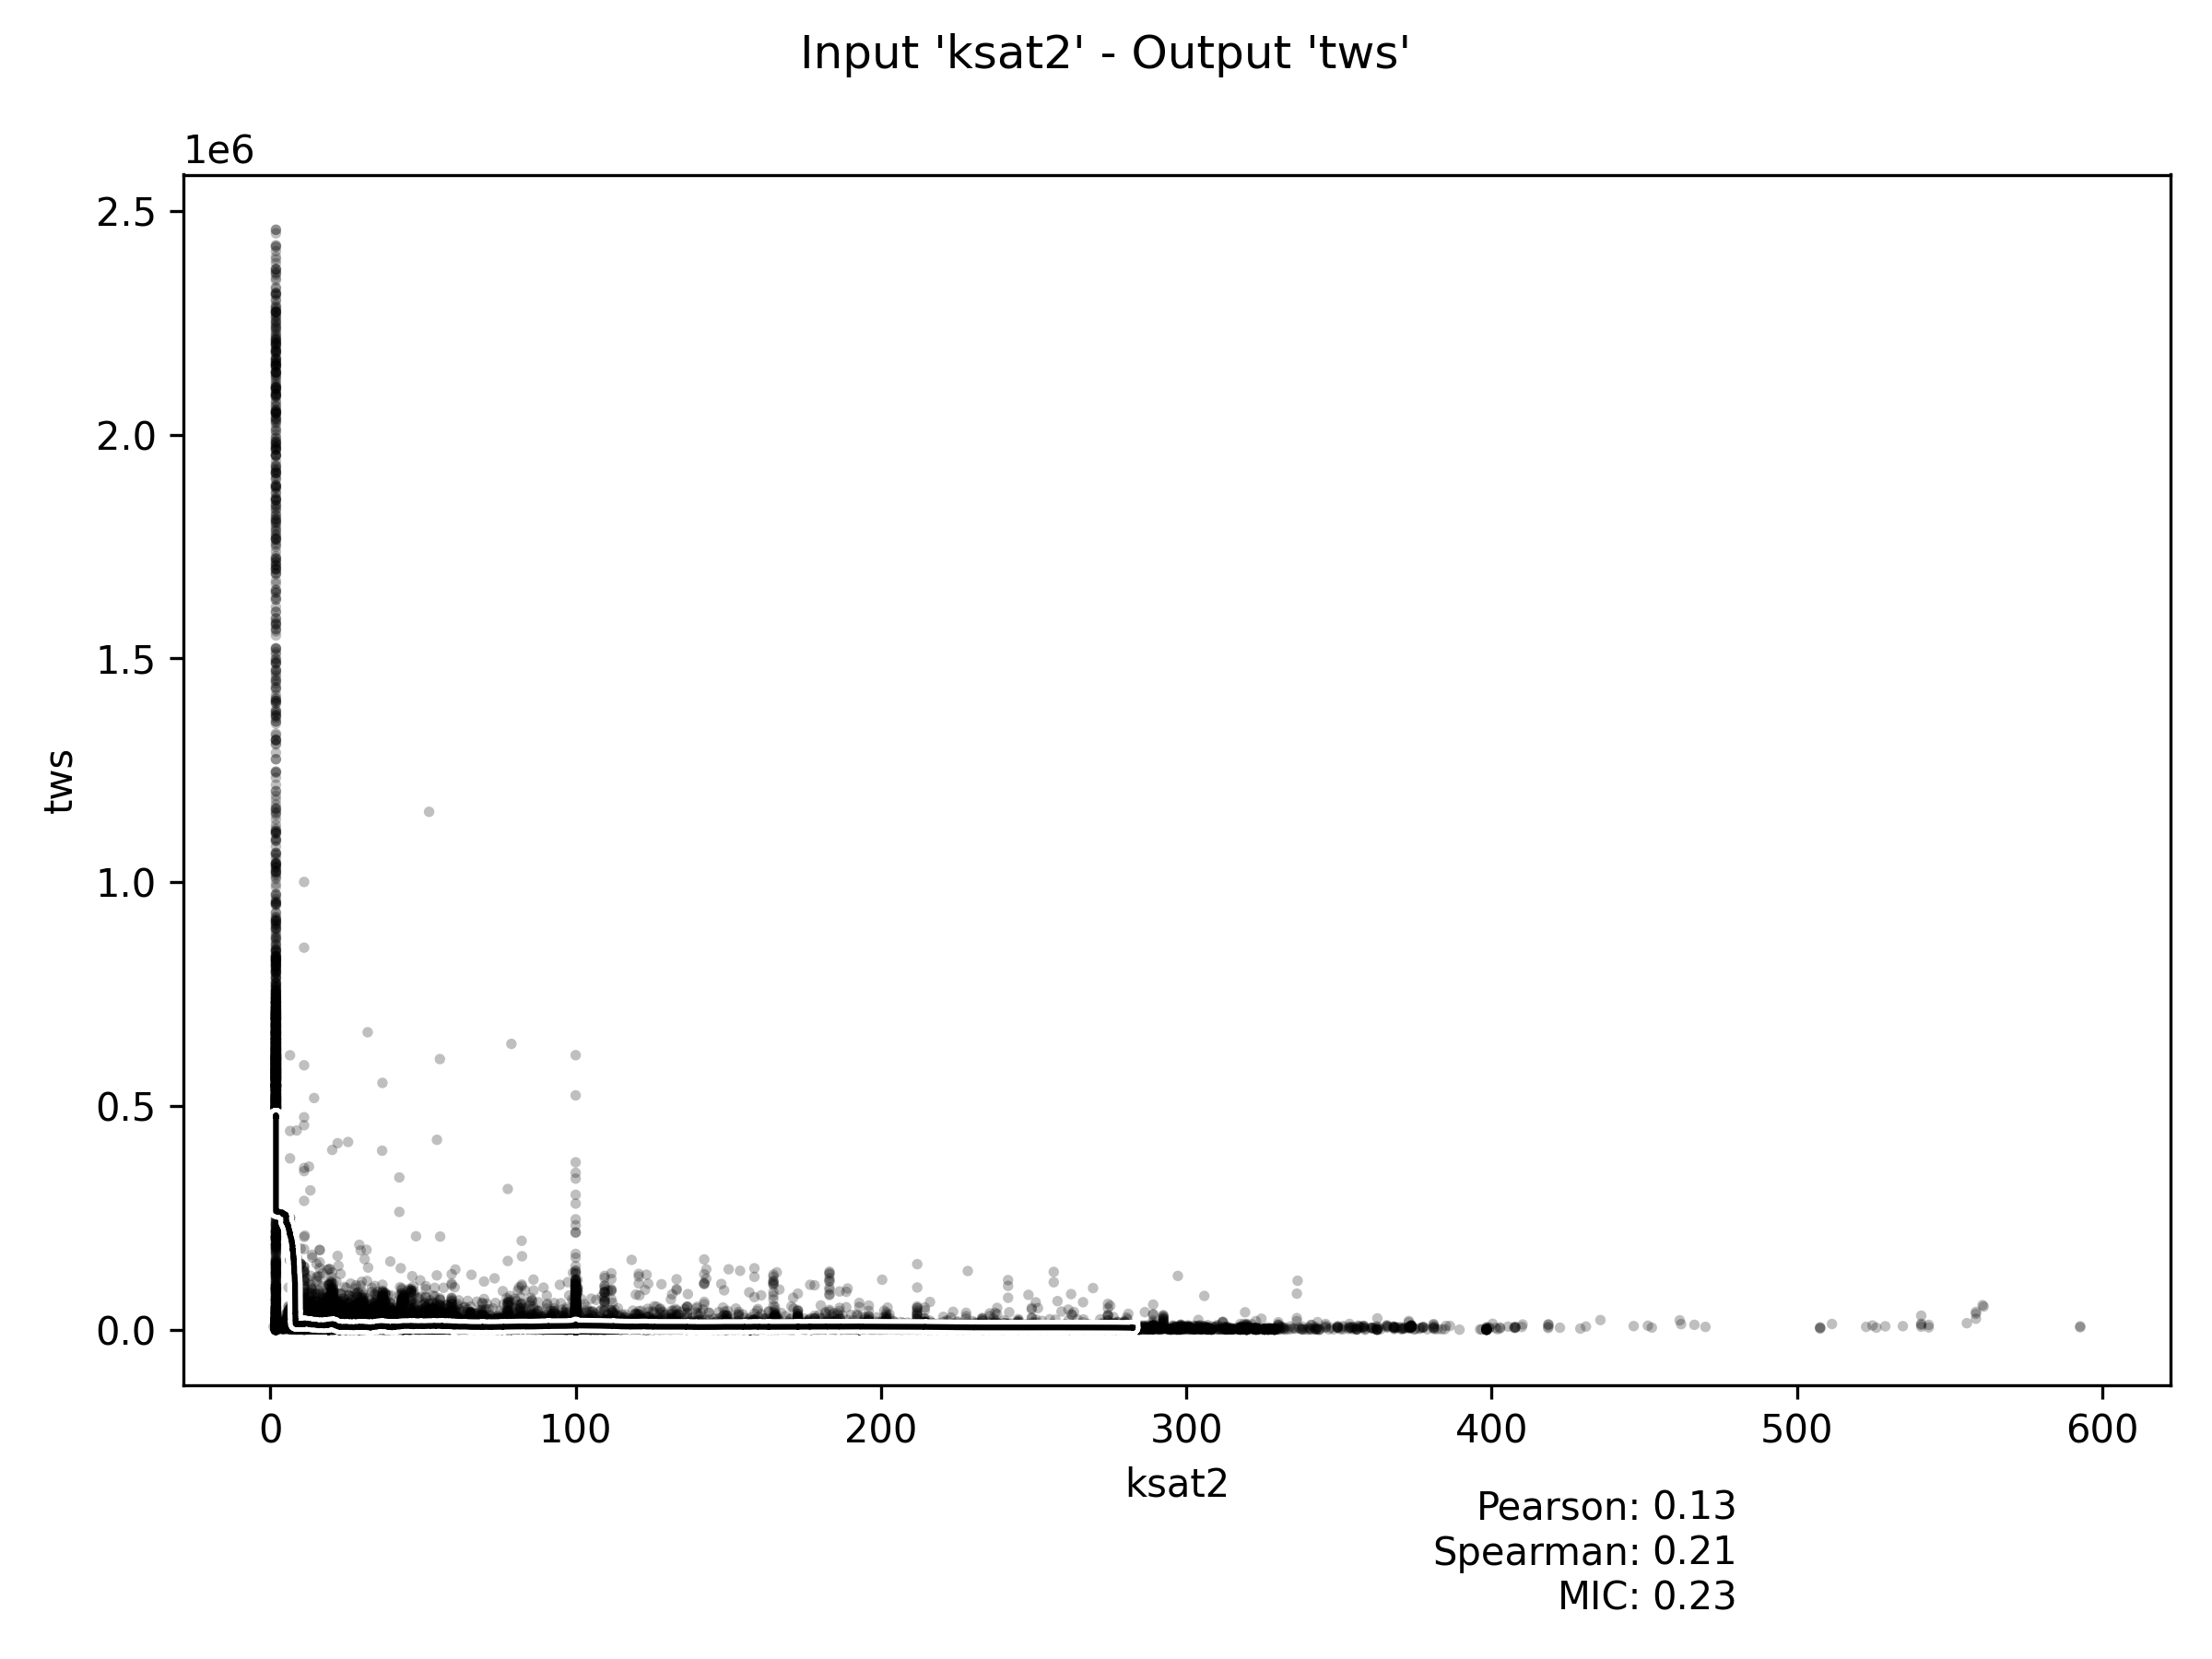 Input 'ksat2' - Output 'tws'
1e6
2.5
2.0
1.5
1.0
0.5
0.0
tws
0 100 200 300 400 500 600
ksat2
Pearson: 0.13
Spearman: 0.21
MIC: 0.23